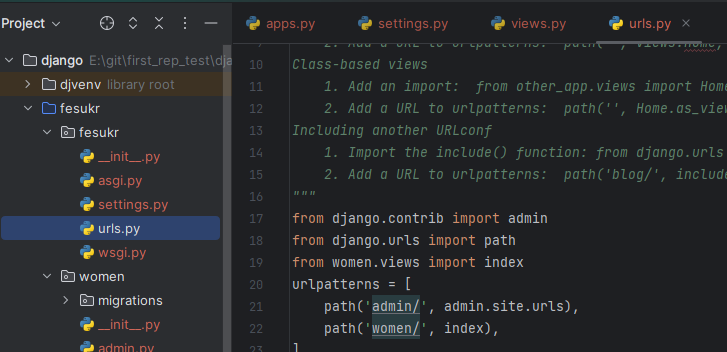 Project
apps.py
settings.py
views.py
urls.py
django E:\git\first_rep_test\dja
djvenv library root
fesukr
fesukr
__init__.py
asgi.py
settings.py
urls.py
wsgi.py
women
migrations
__init__.py
admin.py
9 2. Add a URL to urlpatterns: path('', views.home,
10 Class-based views
11 1. Add an import: from other_app.views import Home
12 2. Add a URL to urlpatterns: path('', Home.as_view
13 Including another URLconf
14 1. Import the include() function: from django.urls
15 2. Add a URL to urlpatterns: path('blog/', include
16 """
17 from django.contrib import admin
18 from django.urls import path
19 from women.views import index
20 urlpatterns = [
21 path('admin/', admin.site.urls),
22 path('women/', index),
23 ]